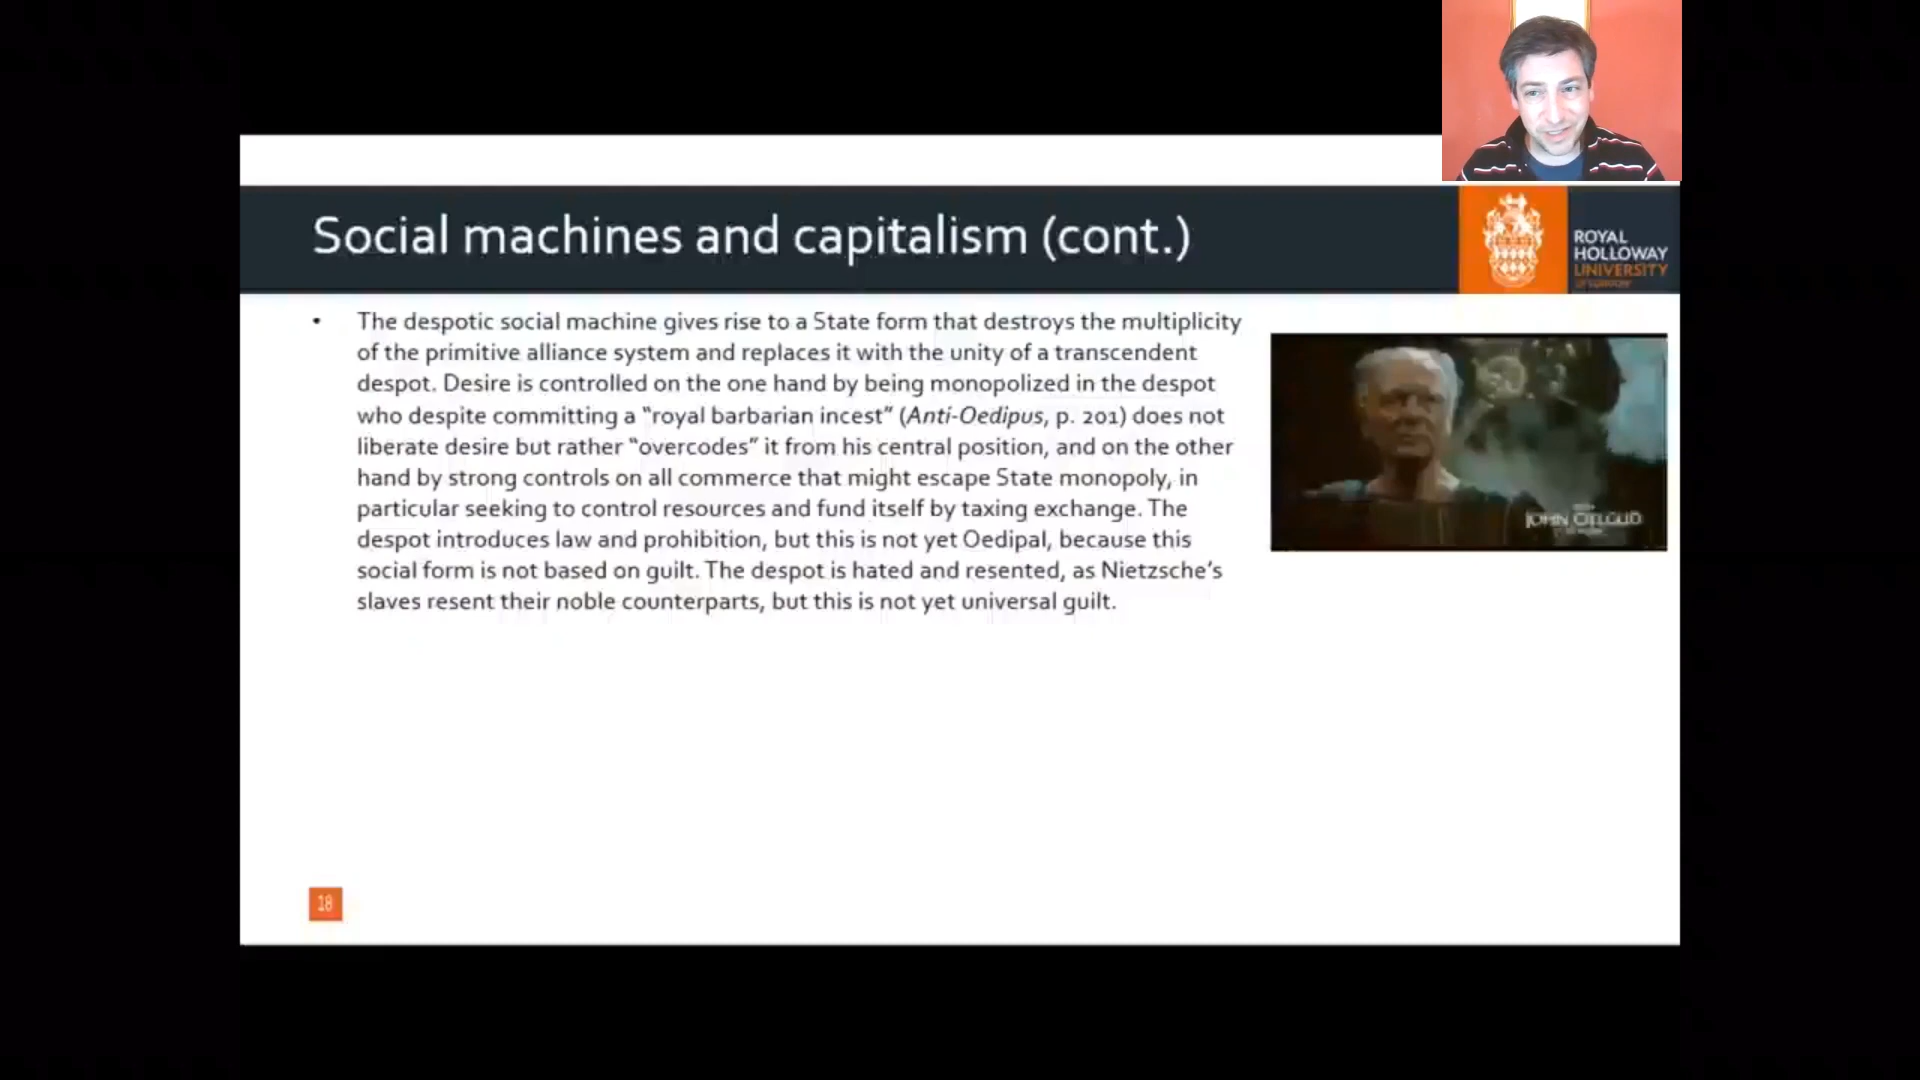 Social machines and capitalism (cont.)
ROYAL
HOLLOWAY
UNIVERSITY
OF LONDON
• The despotic social machine gives rise to a State form that destroys the multiplicity
of the primitive alliance system and replaces it with the unity of a transcendent
despot. Desire is controlled on the one hand by being monopolized in the despot
who despite committing a “royal barbarian incest” (Anti-Oedipus, p. 201) does not
liberate desire but rather “overcodes” it from his central position, and on the other
hand by strong controls on all commerce that might escape State monopoly, in
particular seeking to control resources and fund itself by taxing exchange. The
despot introduces law and prohibition, but this is not yet Oedipal, because this
social form is not based on guilt. The despot is hated and resented, as Nietzsche’s
slaves resent their noble counterparts, but this is not yet universal guilt.
JOHN GIELGUD
18